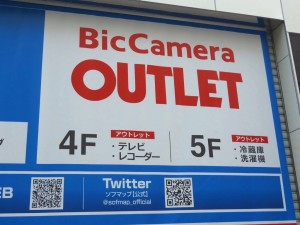 BicCamera
OUTLET
4F
アウトレット
・テレビ
・レコーダー
5F
アウトレット
・冷蔵庫
・洗濯機
EB
Twitter
ソフマップ【公式】
@sofmap_official